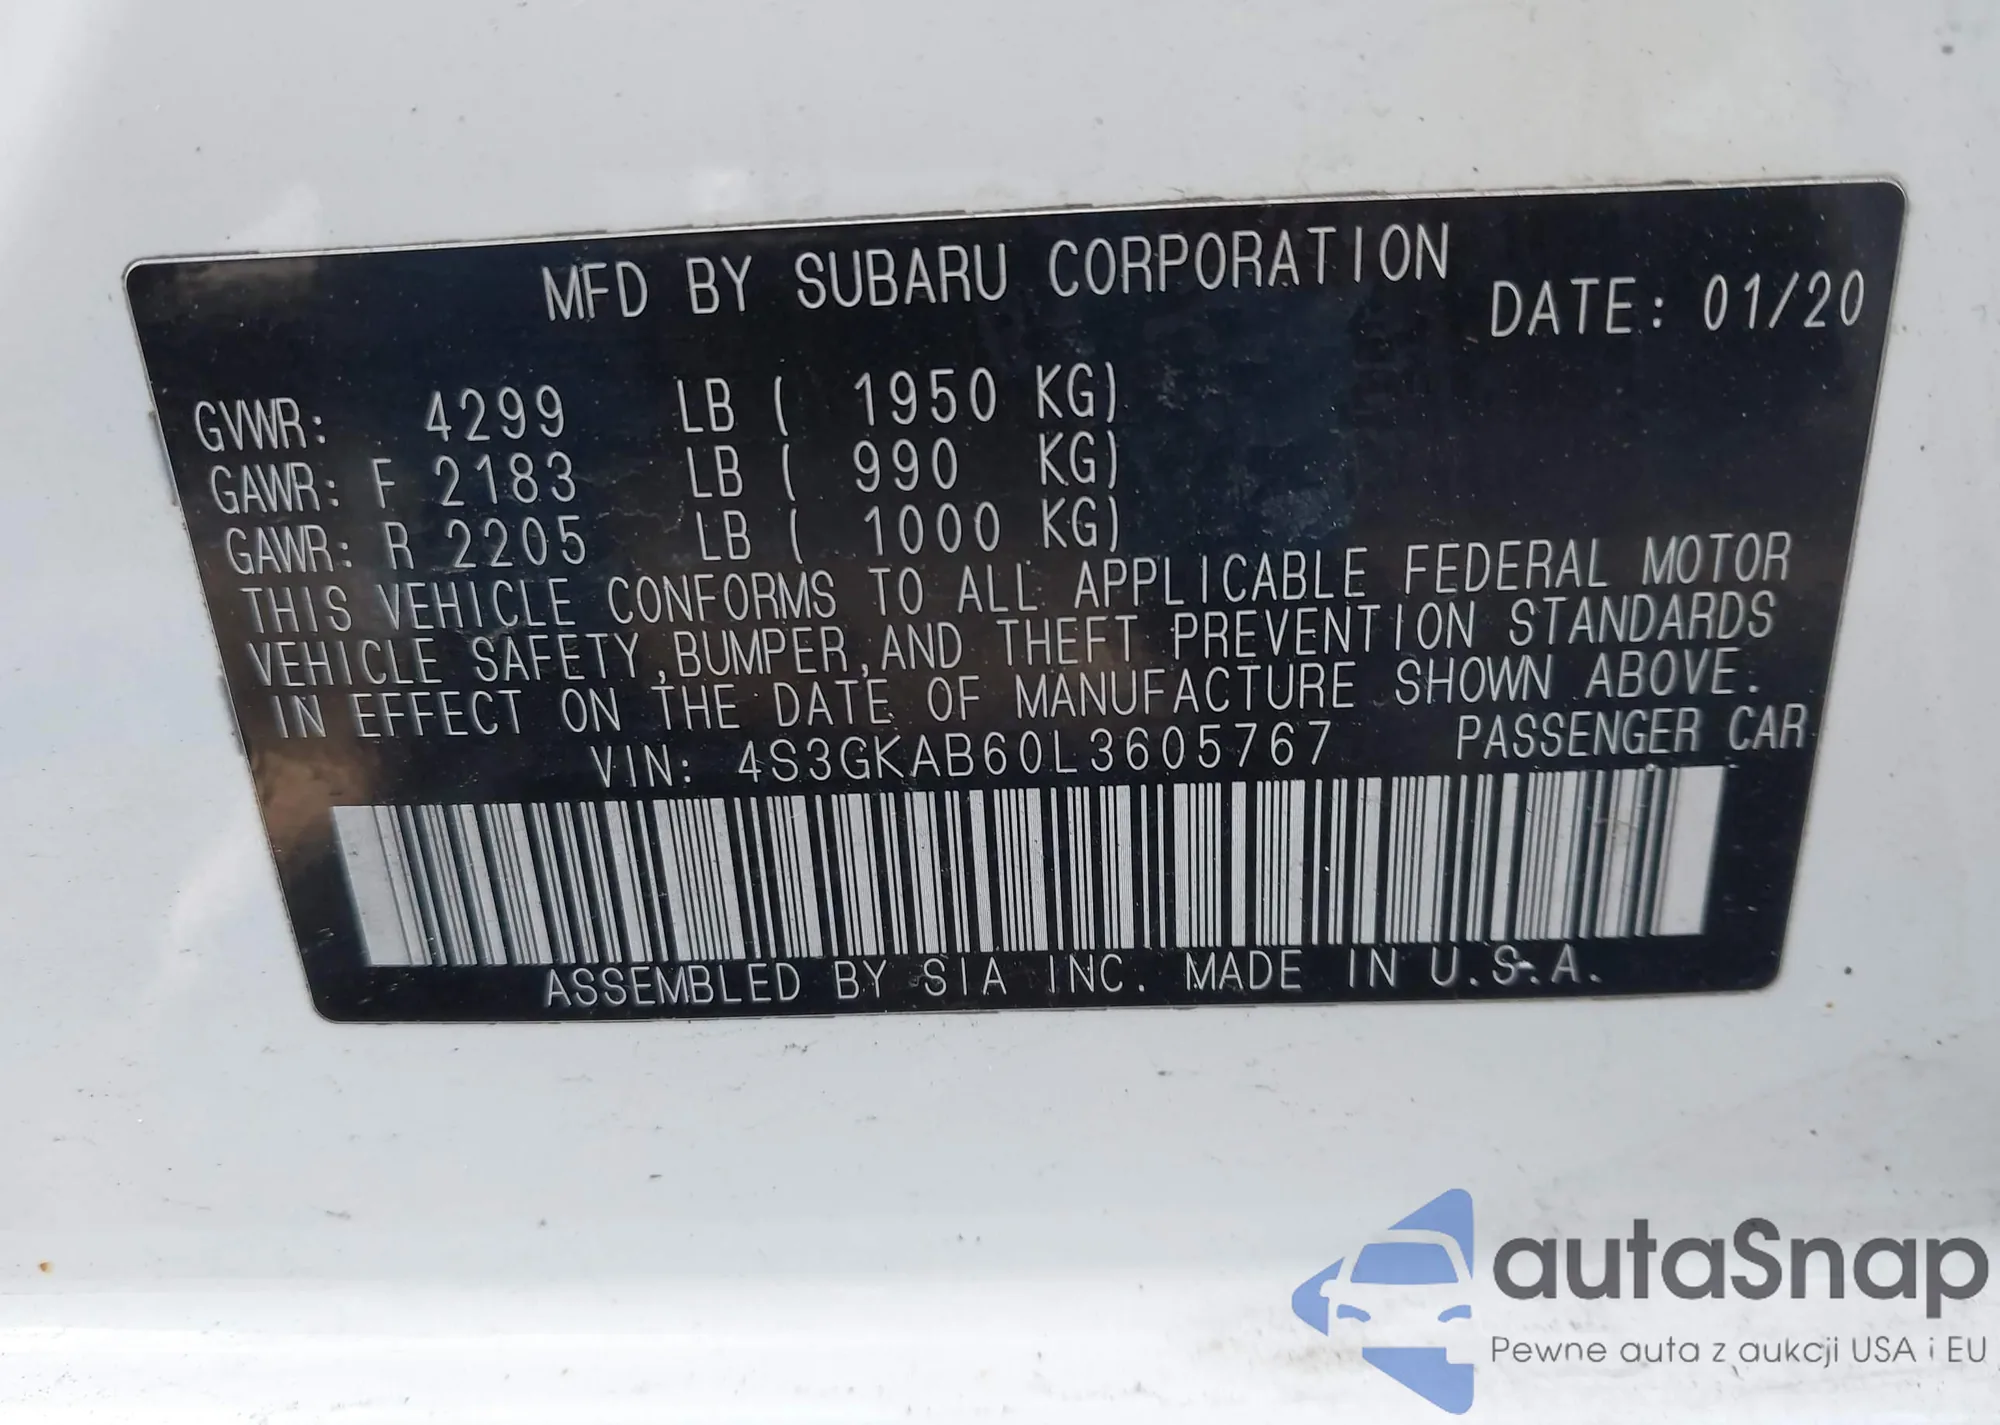 MFD BY SUBARU CORPORATION
DATE: 01/20
GVWR: 4299 LB ( 1950 KG)
GAWR: F 2183 LB ( 990 KG)
GAWR: R 2205 LB ( 1000 KG)
THIS VEHICLE CONFORMS TO ALL APPLICABLE FEDERAL MOTOR
VEHICLE SAFETY,BUMPER,AND THEFT PREVENTION STANDARDS
IN EFFECT ON THE DATE OF MANUFACTURE SHOWN ABOVE.
VIN: 4S3GKAB60L3605767 PASSENGER CAR
ASSEMBLED BY SIA INC. MADE IN U.S.A.
autaSnap
Pewne auta z aukcji USA i EU